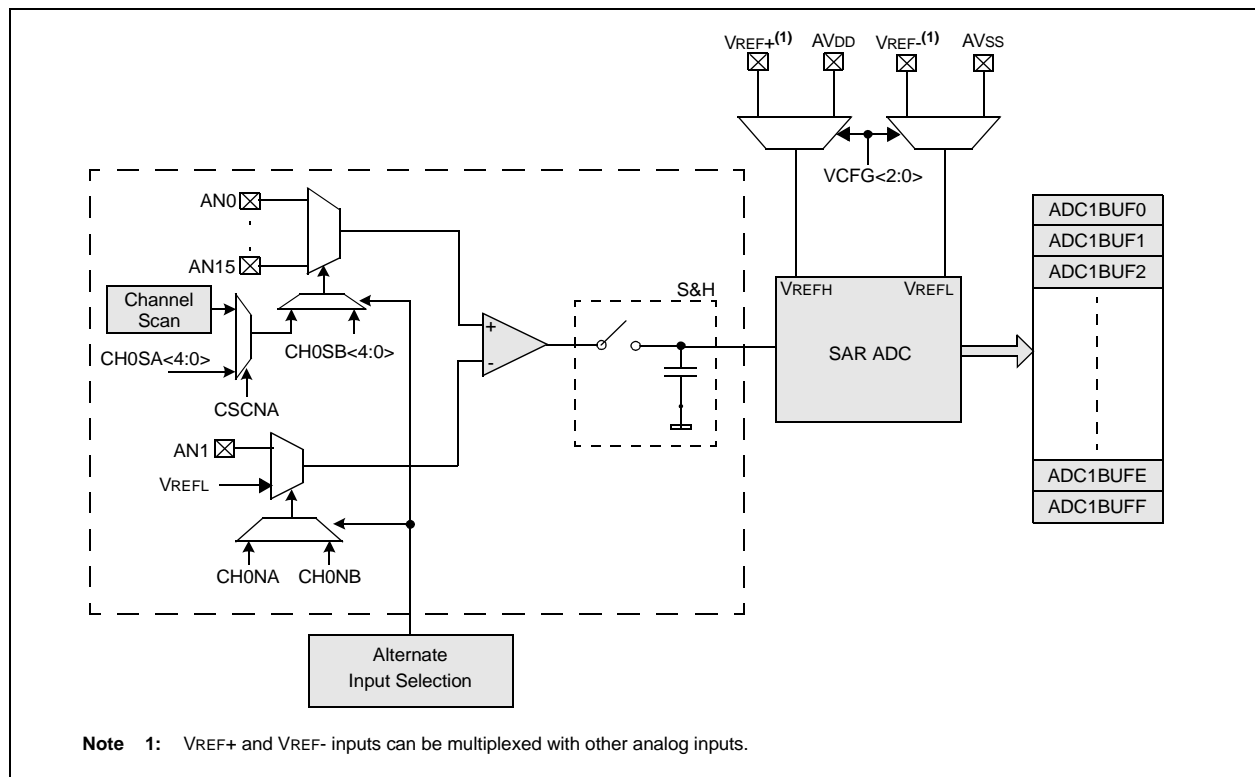 VREF+(1) AVDD VREF-(1) AVSS
VCFG<2:0>
AN0
AN15
Channel
Scan
CH0SA<4:0>
CSCNA
CH0SB<4:0>
AN1
VREFL
CH0NA CH0NB
+
-
S&H
VREFH VREFL
SAR ADC
ADC1BUF0
ADC1BUF1
ADC1BUF2
ADC1BUFE
ADC1BUFF
Alternate
Input Selection
Note 1: VREF+ and VREF- inputs can be multiplexed with other analog inputs.